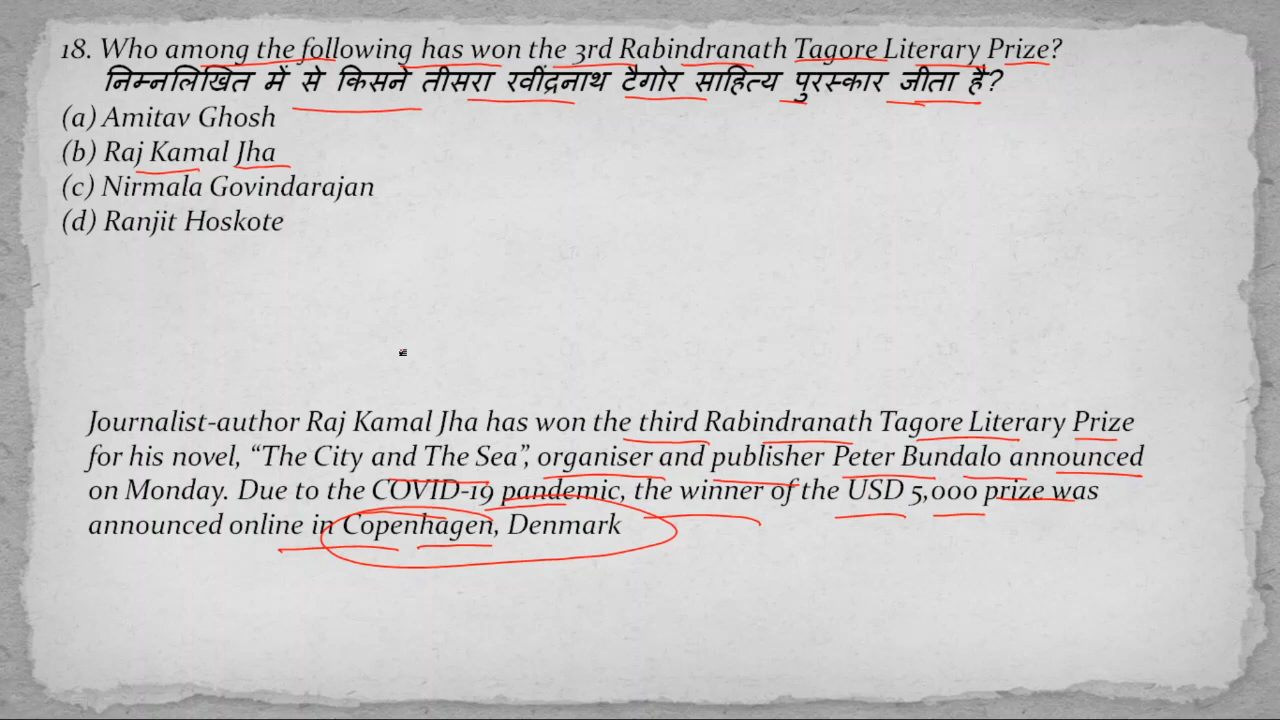 18. Who among the following has won the 3rd Rabindranath Tagore Literary Prize?
निम्नलिखित में से किसने तीसरा रवींद्रनाथ टैगोर साहित्य पुरस्कार जीता है?
(a) Amitav Ghosh
(b) Raj Kamal Jha
(c) Nirmala Govindarajan
(d) Ranjit Hoskote
Journalist-author Raj Kamal Jha has won the third Rabindranath Tagore Literary Prize
for his novel, “The City and The Sea”, organiser and publisher Peter Bundalo announced
on Monday. Due to the COVID-19 pandemic, the winner of the USD 5,000 prize was
announced online in Copenhagen, Denmark